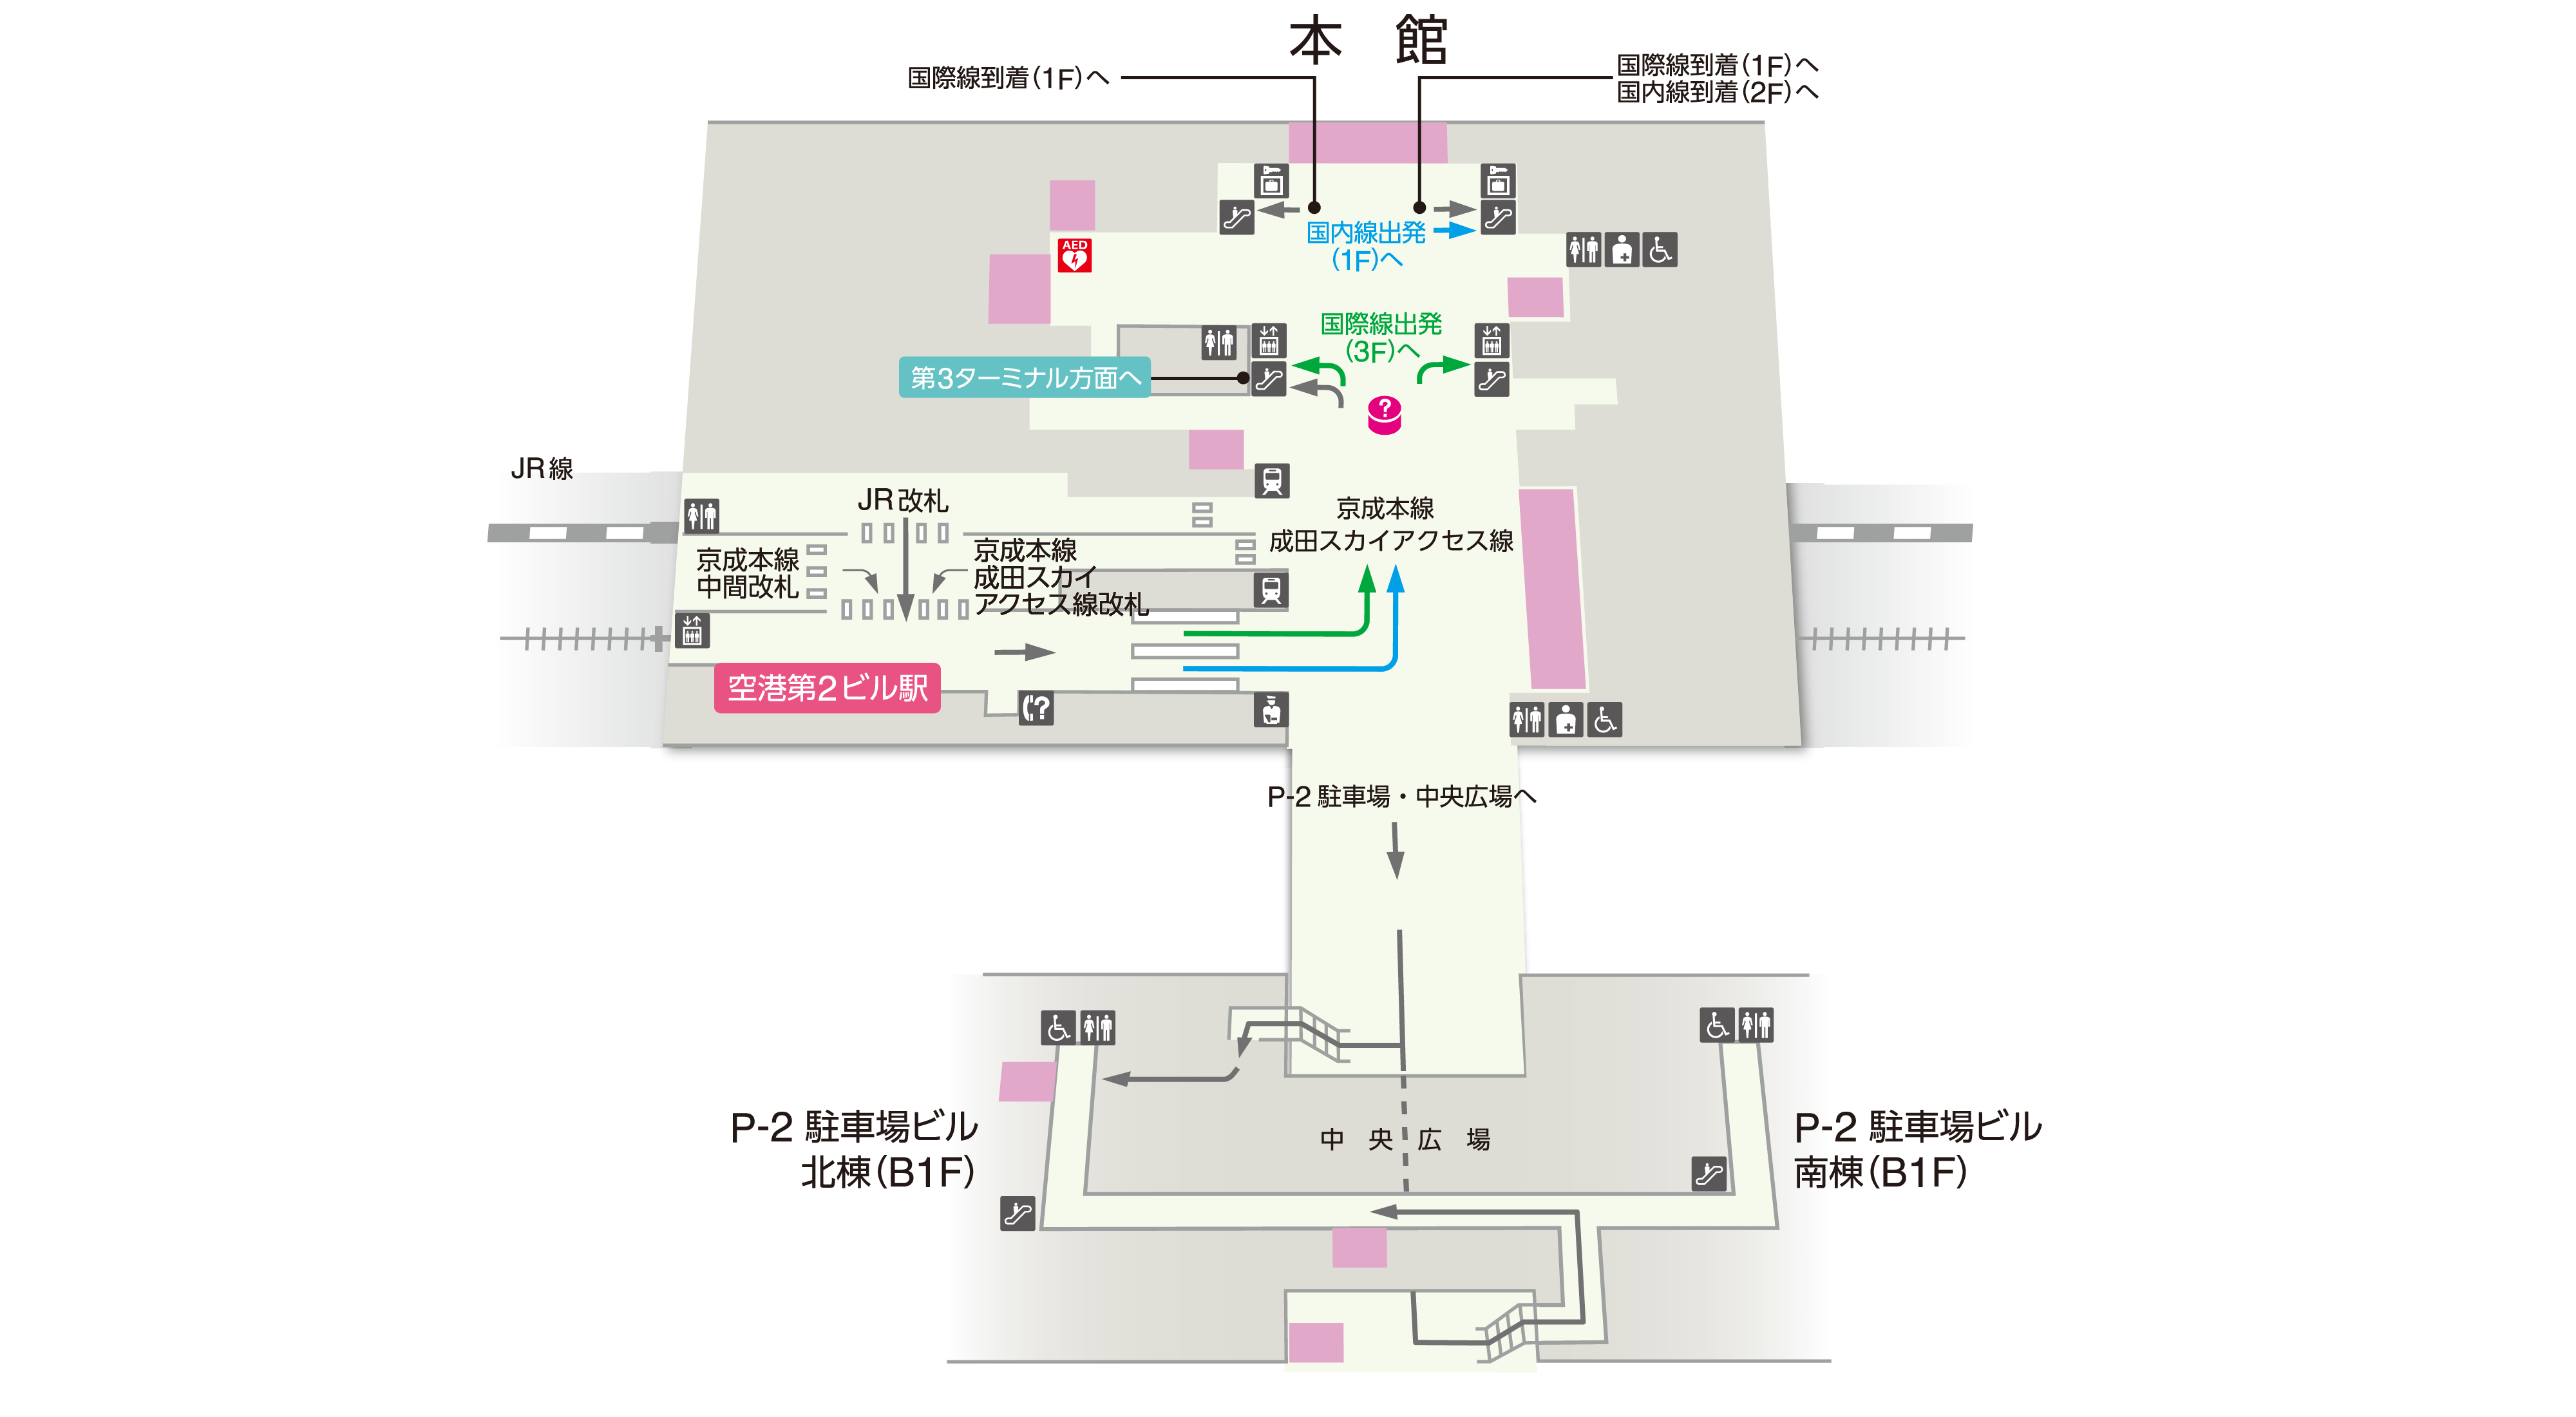 本 館
国際線到着(1F)へ
国際線到着(1F)へ
国内線到着(2F)へ
国内線出発
(1F)へ
AED
国際線出発
(3F)へ
第3ターミナル方面へ
?
JR線
JR改札
京成本線
成田スカイアクセス線
京成本線
中間改札
京成本線
成田スカイ
アクセス線改札
空港第2ビル駅
?
P-2 駐車場・中央広場へ
P-2 駐車場ビル
北棟(B1F)
中 央 広 場
P-2 駐車場ビル
南棟(B1F)